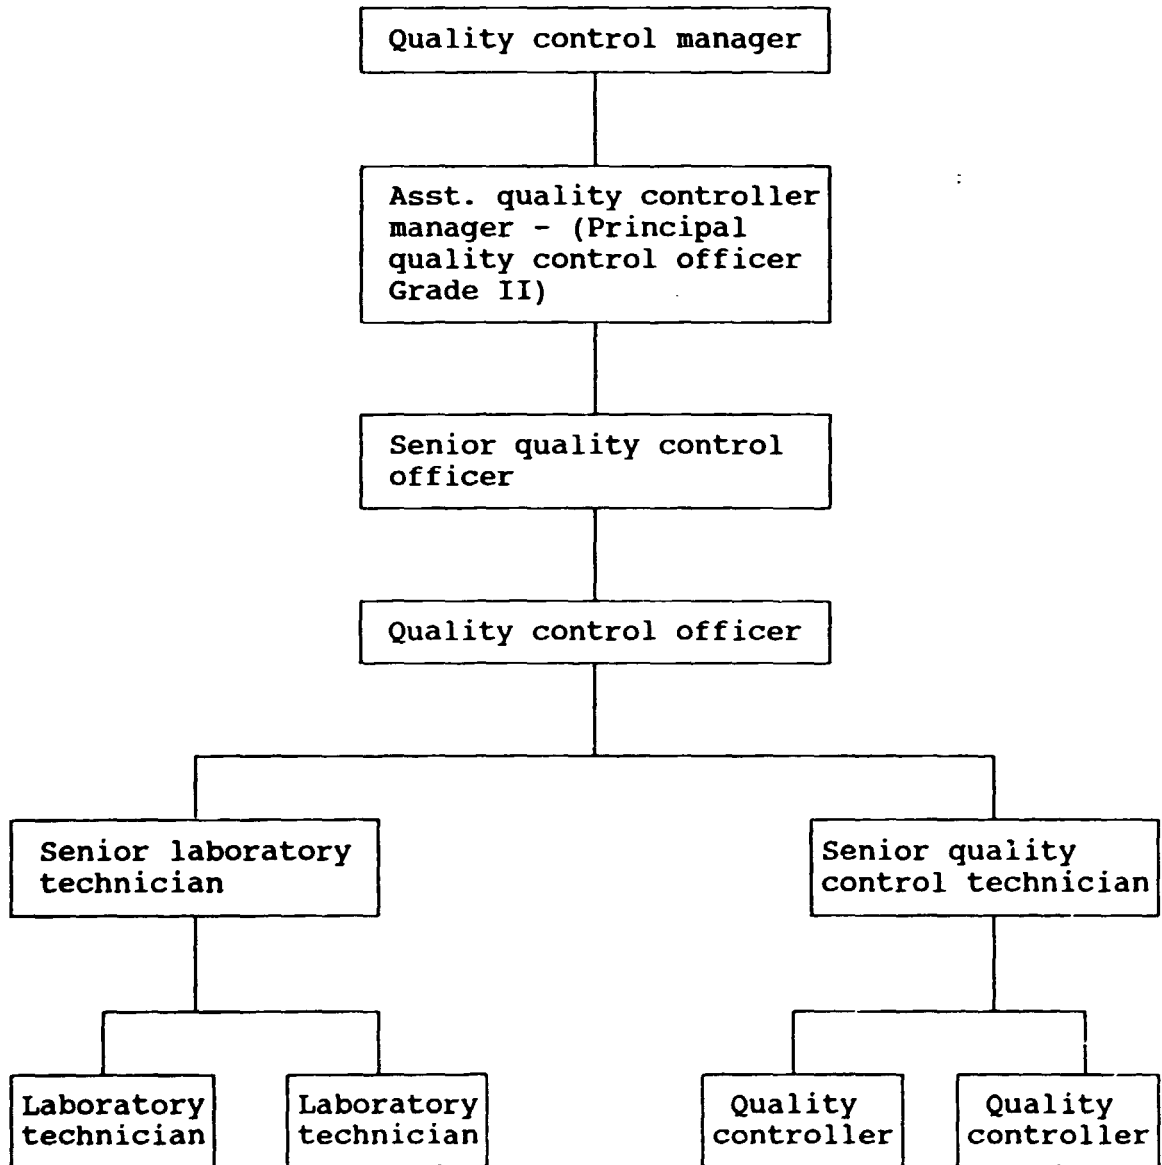 Quality control manager
Asst. quality controller
manager - (Principal
quality control officer
Grade II)
Senior quality control
officer
Quality control officer
Senior laboratory
technician
Senior quality
control technician
Laboratory
technician
Laboratory
technician
Quality
controller
Quality
controller